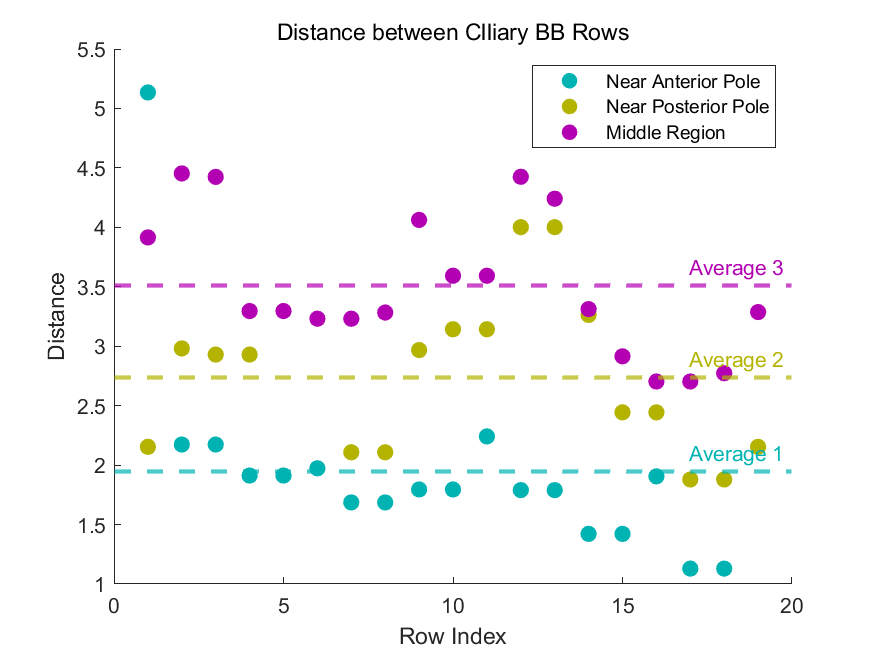 Distance between CIliary BB Rows
5.5
5
4.5
4
3.5
3
2.5
2
1.5
1
Distance
Near Anterior Pole
Near Posterior Pole
Middle Region
Average 3
Average 2
Average 1
0
5
10
15
20
Row Index